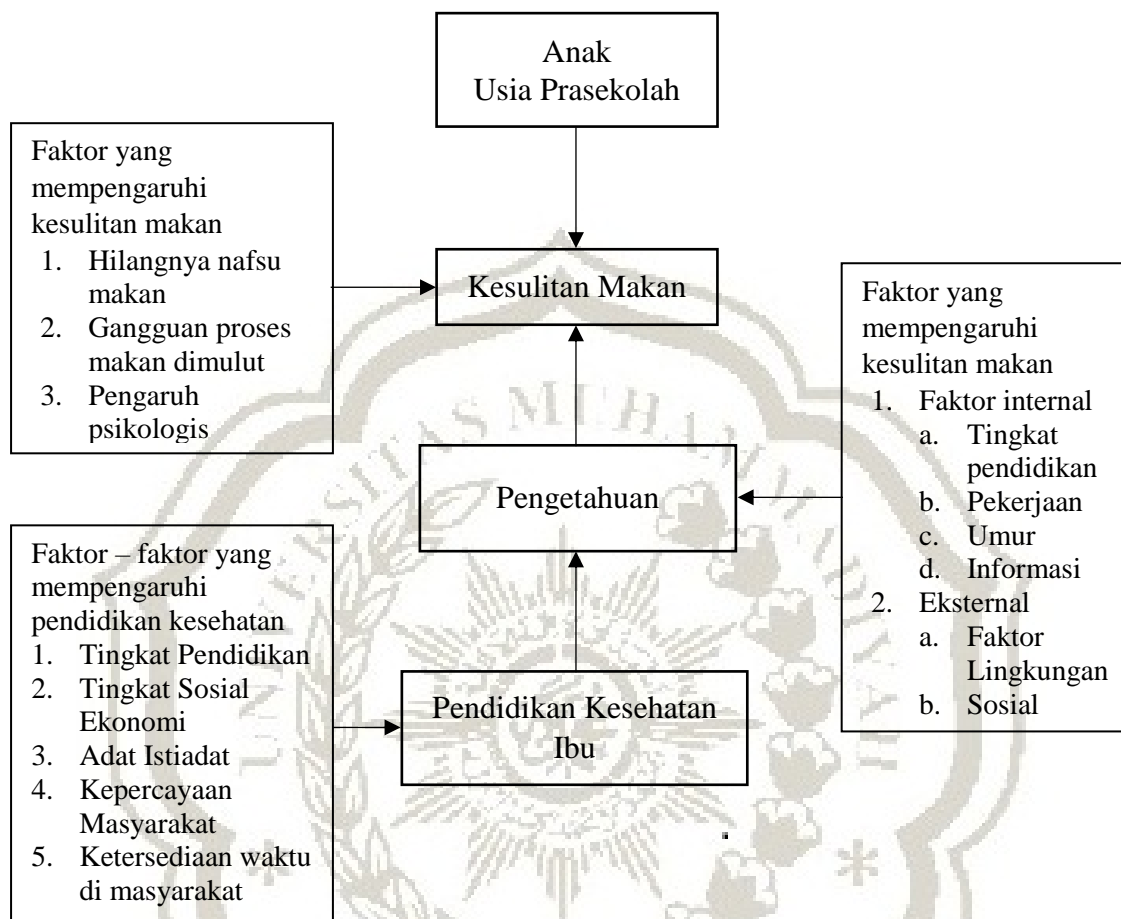 Anak
Usia Prasekolah
Faktor yang
mempengaruhi
kesulitan makan
1. Hilangnya nafsu
makan
2. Gangguan proses
makan dimulut
3. Pengaruh
psikologis
Kesulitan Makan
Faktor yang
mempengaruhi
kesulitan makan
1. Faktor internal
a. Tingkat
pendidikan
b. Pekerjaan
c. Umur
d. Informasi
2. Eksternal
a. Faktor
Lingkungan
b. Sosial
Pengetahuan
Faktor – faktor yang
mempengaruhi
pendidikan kesehatan
1. Tingkat Pendidikan
2. Tingkat Sosial
Ekonomi
3. Adat Istiadat
4. Kepercayaan
Masyarakat
5. Ketersediaan waktu
di masyarakat
Pendidikan Kesehatan
Ibu
UNIVERSITAS MUHAMMADIYAH